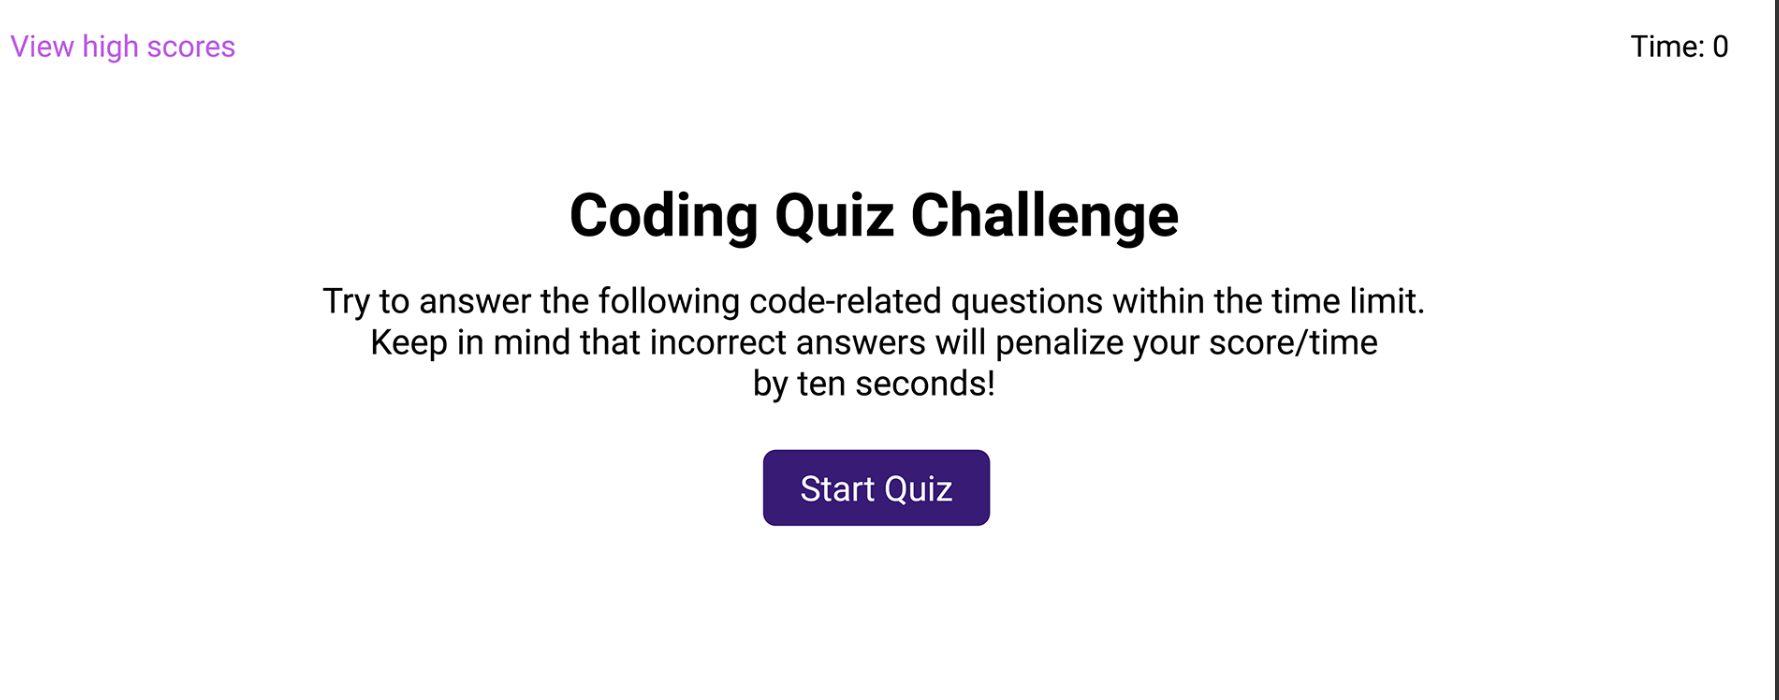 View high scores
Time: 0
Coding Quiz Challenge
Try to answer the following code-related questions within the time limit.
Keep in mind that incorrect answers will penalize your score/time
by ten seconds!
Start Quiz